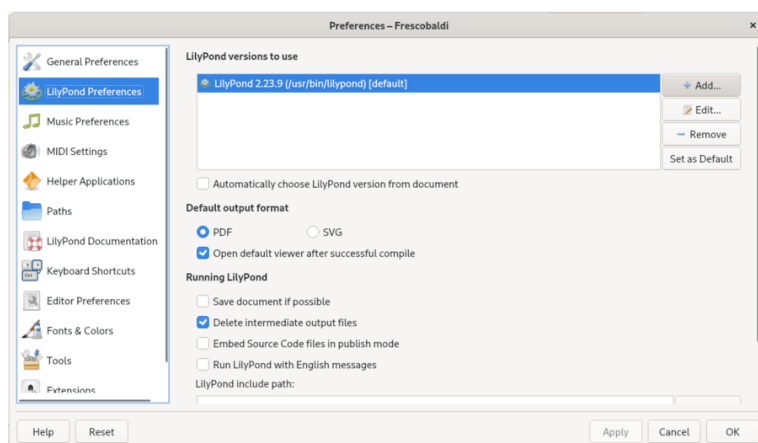 Preferences – Frescobaldi
×
General Preferences
LilyPond Preferences
Music Preferences
MIDI Settings
Helper Applications
Paths
LilyPond Documentation
Keyboard Shortcuts
Editor Preferences
Fonts & Colors
Tools
Extensions
LilyPond versions to use
LilyPond 2.23.9 (/usr/bin/lilypond) [default]
Add...
Edit...
Remove
Set as Default
Automatically choose LilyPond version from document
Default output format
PDF
SVG
Open default viewer after successful compile
Running LilyPond
Save document if possible
Delete intermediate output files
Embed Source Code files in publish mode
Run LilyPond with English messages
LilyPond include path:
Help
Reset
Apply
Cancel
OK